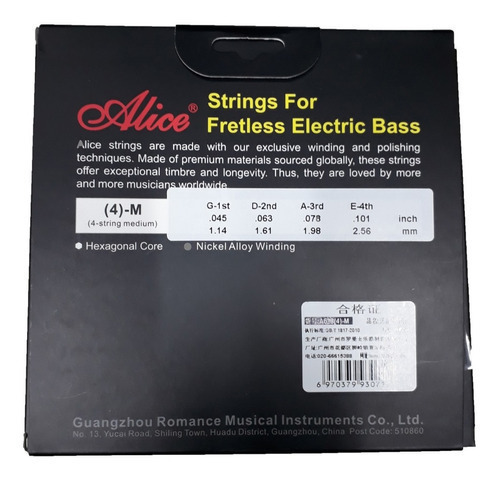 Alice®
Strings For
Fretless Electric Bass
Alice strings are made with our exclusive winding and polishing
techniques. Made of premium materials sourced globally, these strings
offer exceptional timbre and longevity. Thus, they are loved by more
and more musicians worldwide.
(4)-M
(4-string medium)
G-1st D-2nd A-3rd E-4th
.045 .063 .078 .101 inch
1.14 1.61 1.98 2.56 mm
Hexagonal Core
Nickel Alloy Winding
合格证
(4)-M
6 970379 9307
Guangzhou Romance Musical Instruments Co., Ltd.
No. 13, Yucai Road, Shiling Town, Huadu District, Guangzhou, China Post Code: 510860